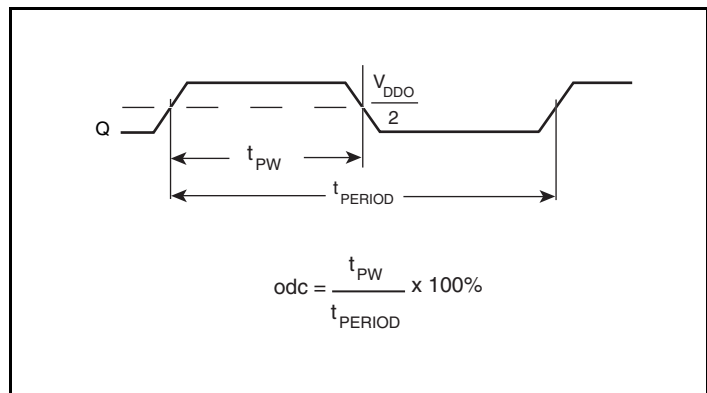 V_DDO
2
Q
t_PW
t_PERIOD
odc = t_PW
t_PERIOD
x 100%